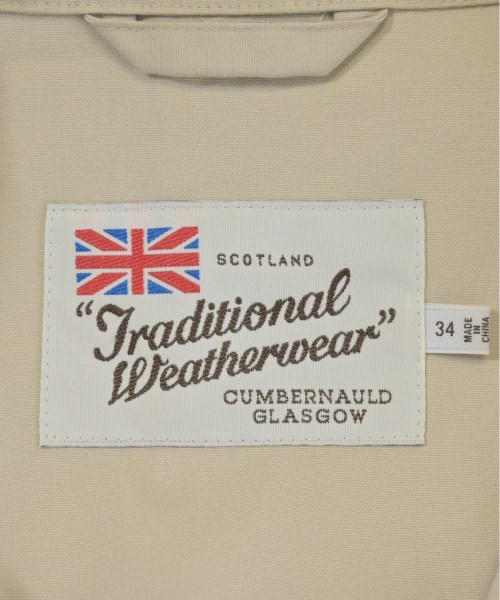 SCOTLAND
"Traditional
Weatherwear"
CUMBERNAULD
GLASGOW
34
MADE
IN
CHINA